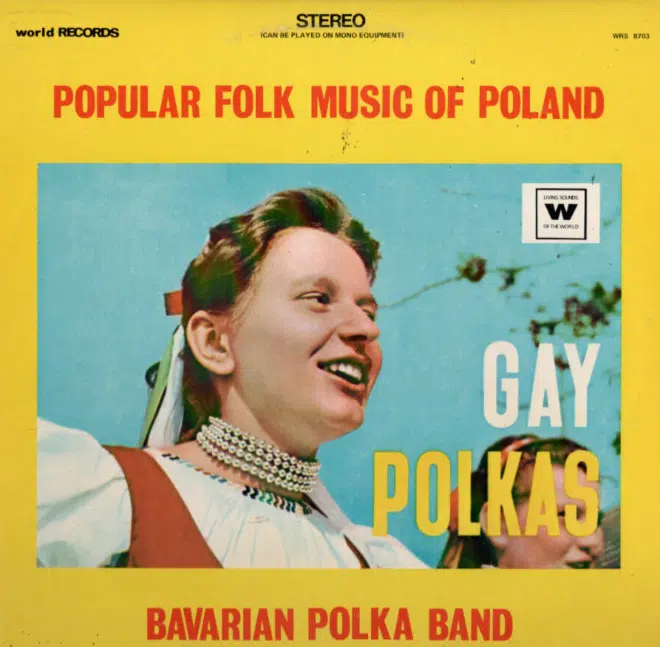 world RECORDS
STEREO
(CAN BE PLAYED ON MONO EQUIPMENT)
WRS 8703
POPULAR FOLK MUSIC OF POLAND
LIVING SOUNDS
W
OF THE WORLD
GAY
POLKAS
BAVARIAN POLKA BAND